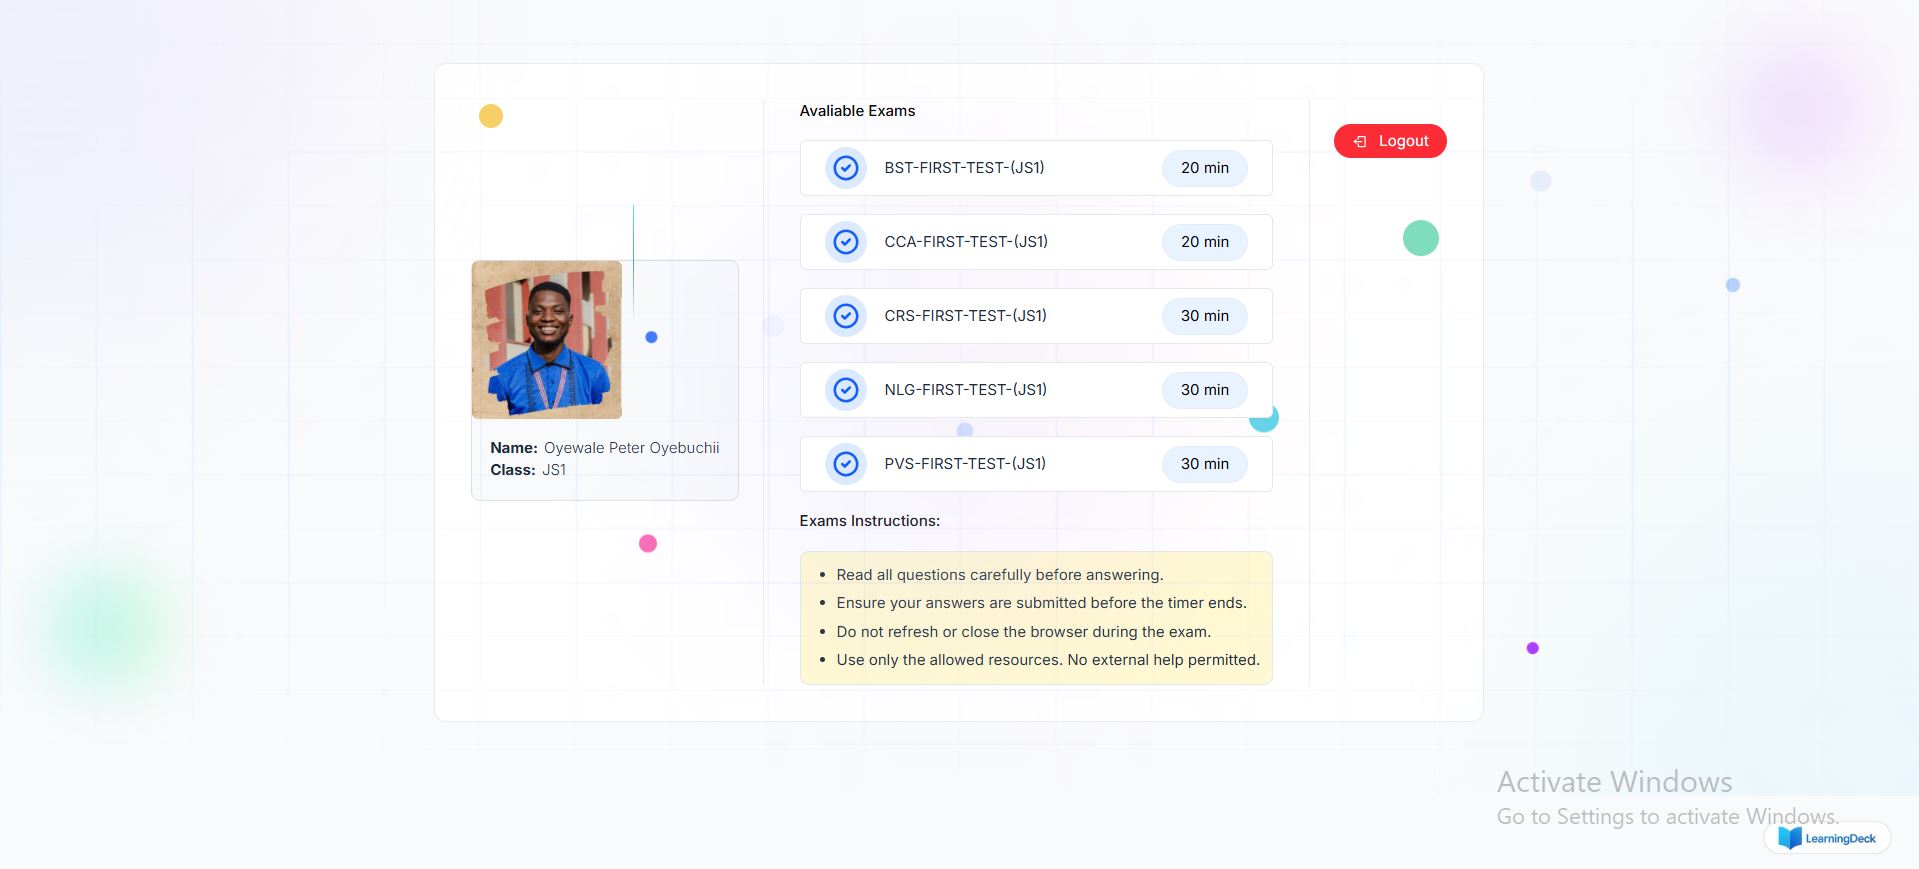 Avaliable Exams
Logout
BST-FIRST-TEST-(JS1) 20 min
CCA-FIRST-TEST-(JS1) 20 min
CRS-FIRST-TEST-(JS1) 30 min
NLG-FIRST-TEST-(JS1) 30 min
PVS-FIRST-TEST-(JS1) 30 min
Name: Oyewale Peter Oyebuchii
Class: JS1
Exams Instructions:
• Read all questions carefully before answering.
• Ensure your answers are submitted before the timer ends.
• Do not refresh or close the browser during the exam.
• Use only the allowed resources. No external help permitted.
Activate Windows
Go to Settings to activate Windows.
LearningDeck